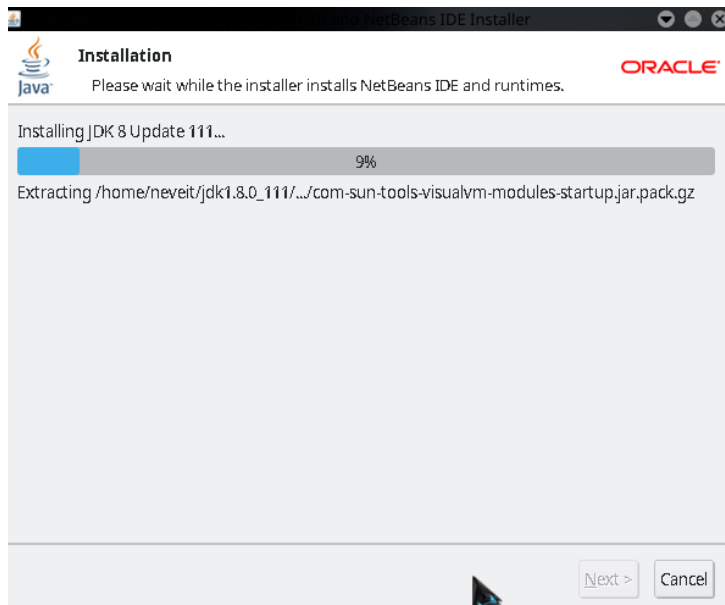 and NetBeans IDE Installer
Java
Installation
ORACLE
Please wait while the installer installs NetBeans IDE and runtimes.
Installing JDK 8 Update 111...
9%
Extracting /home/neveit/jdk1.8.0_111/.../com-sun-tools-visualvm-modules-startup.jar.pack.gz
Next >
Cancel